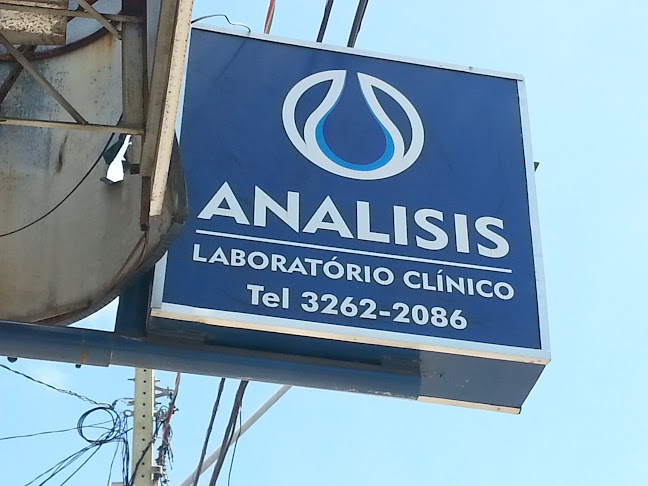 ANALISIS
LABORATÓRIO CLÍNICO
Tel 3262-2086